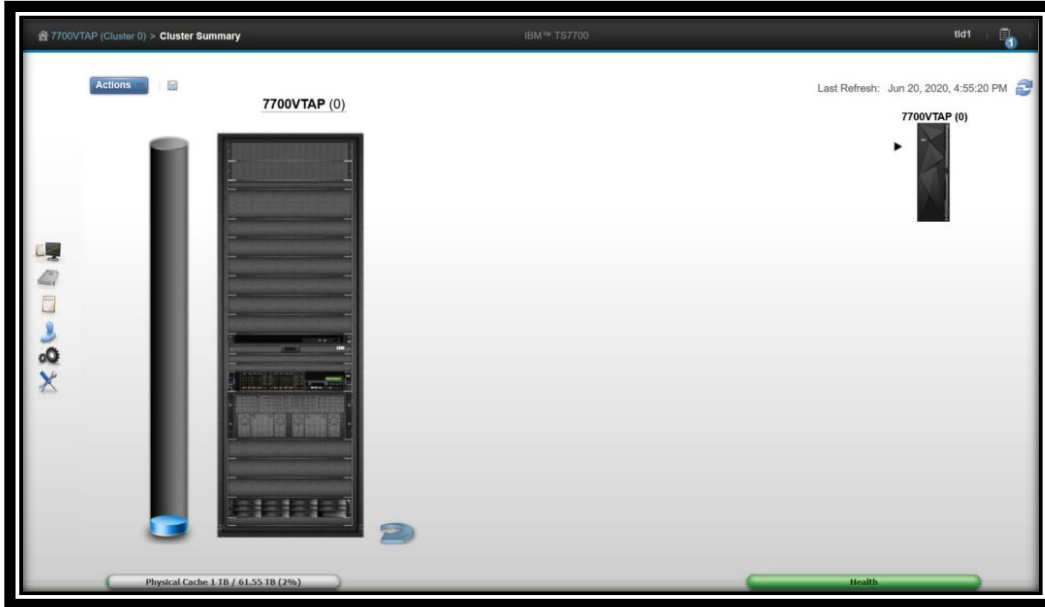 7700VTAP (Cluster 0) > Cluster Summary
IBM™ TS7700
tld1
1
Actions
Last Refresh: Jun 20, 2020, 4:55:20 PM
7700VTAP (0)
7700VTAP (0)
Physical Cache 1 TB / 61.55 TB (2%)
Health